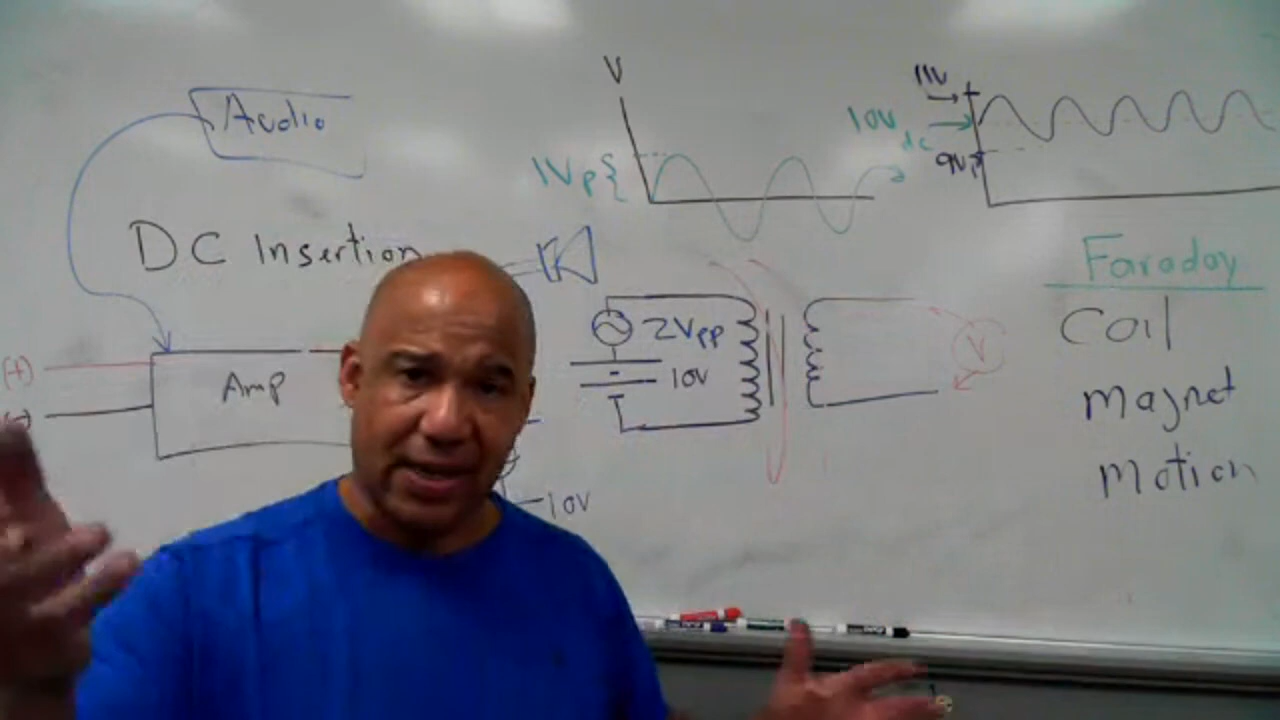 Audio
DC Insertion
(+)
(-)
Amp
10V
V
1Vp{
2Vpp
10V
V
11V
10V dc
9V
Faraday
Coil
Magnet
Motion